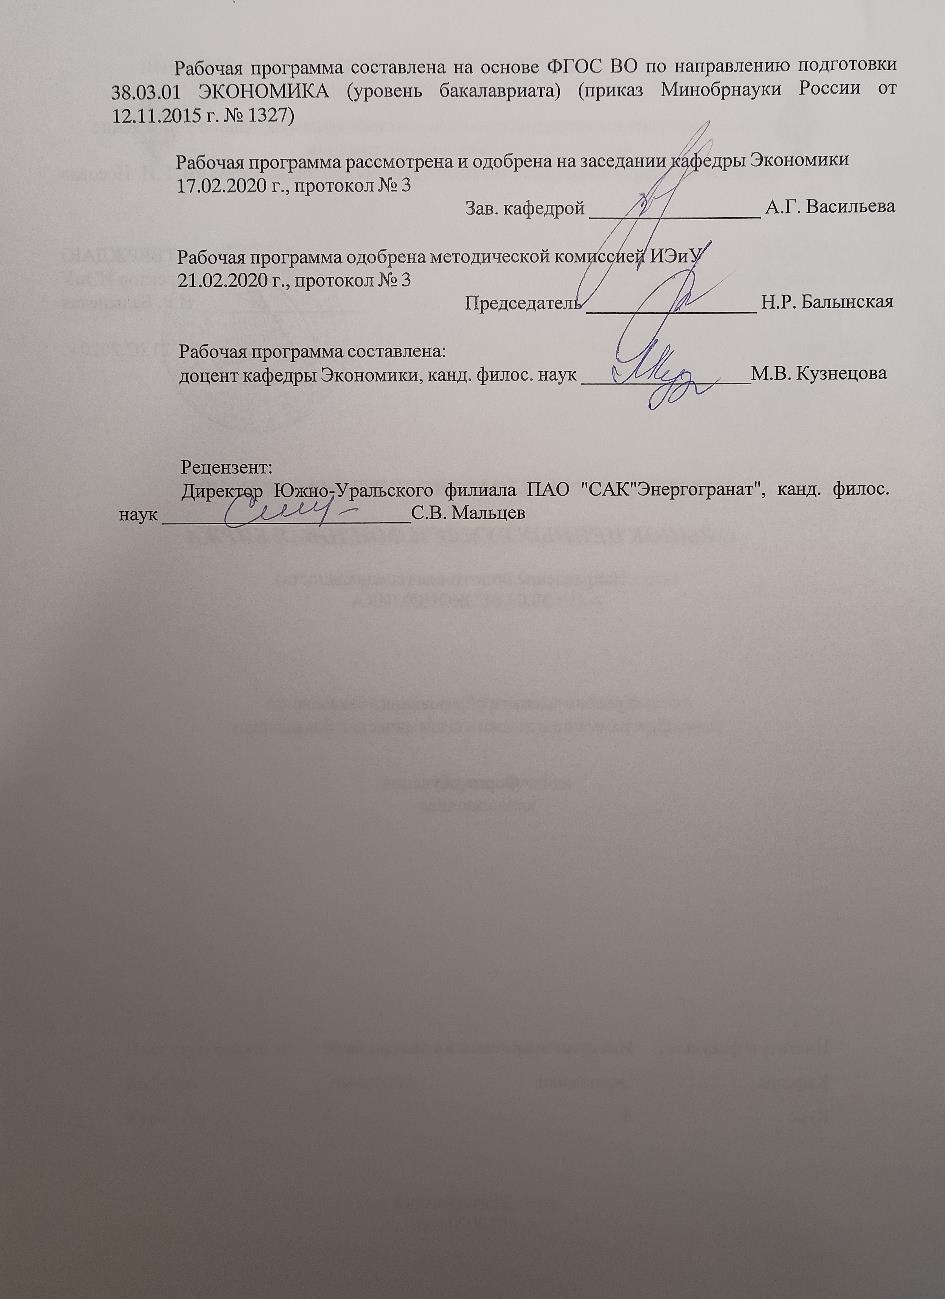 Рабочая программа составлена на основе ФГОС ВО по направлению подготовки
38.03.01 ЭКОНОМИКА (уровень бакалавриата) (приказ Минобрнауки России от
12.11.2015 г. № 1327)
Рабочая программа рассмотрена и одобрена на заседании кафедры Экономики
17.02.2020 г., протокол № 3
Зав. кафедрой _________________ А.Г. Васильева
Рабочая программа одобрена методической комиссией ИЭиУ
21.02.2020 г., протокол № 3
Председатель _________________ Н.Р. Балынская
Рабочая программа составлена:
доцент кафедры Экономики, канд. филос. наук _________________ М.В. Кузнецова
Рецензент:
Директор Южно-Уральского филиала ПАО "САК"Энергогранат", канд. филос.
наук _________________________С.В. Мальцев